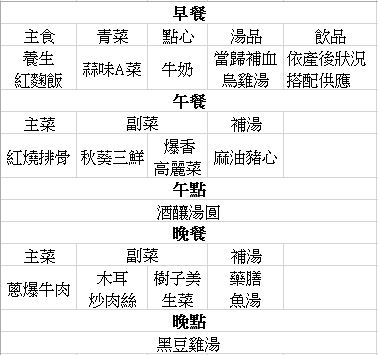 早餐
主食 青菜 點心 湯品 飲品
養生 紅麴飯 蒜味A菜 牛奶 當歸補血 烏雞湯 依產後狀況 搭配供應
午餐
主菜 副菜 補湯
紅燒排骨 秋葵三鮮 爆香 高麗菜 麻油豬心
午點
酒釀湯圓
晚餐
主菜 副菜 補湯
蔥爆牛肉 木耳 炒肉絲 樹子美 生菜 藥膳 魚湯
晚點
黑豆雞湯